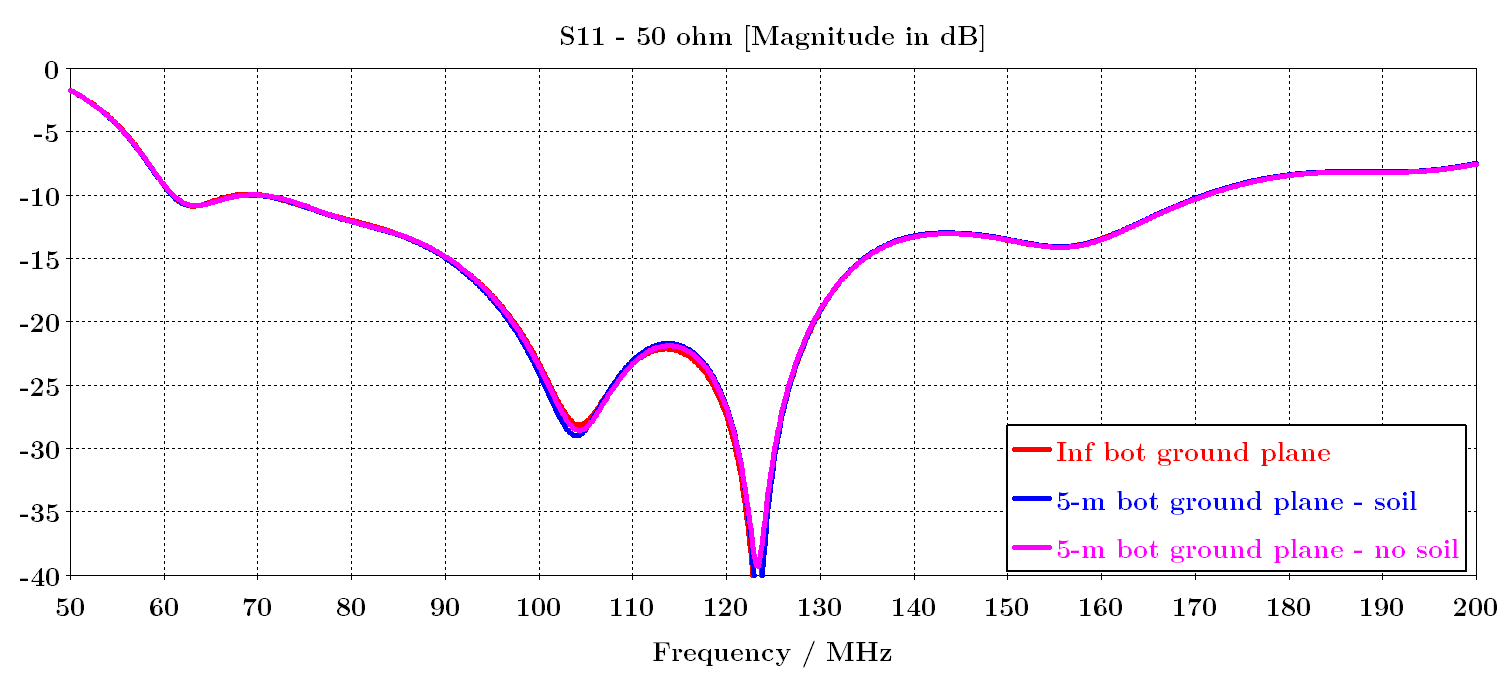 S11 - 50 ohm [Magnitude in dB]
0
-5
-10
-15
-20
-25
-30
-35
-40
Inf bot ground plane
5-m bot ground plane - soil
5-m bot ground plane - no soil
50 60 70 80 90 100 110 120 130 140 150 160 170 180 190 200
Frequency / MHz